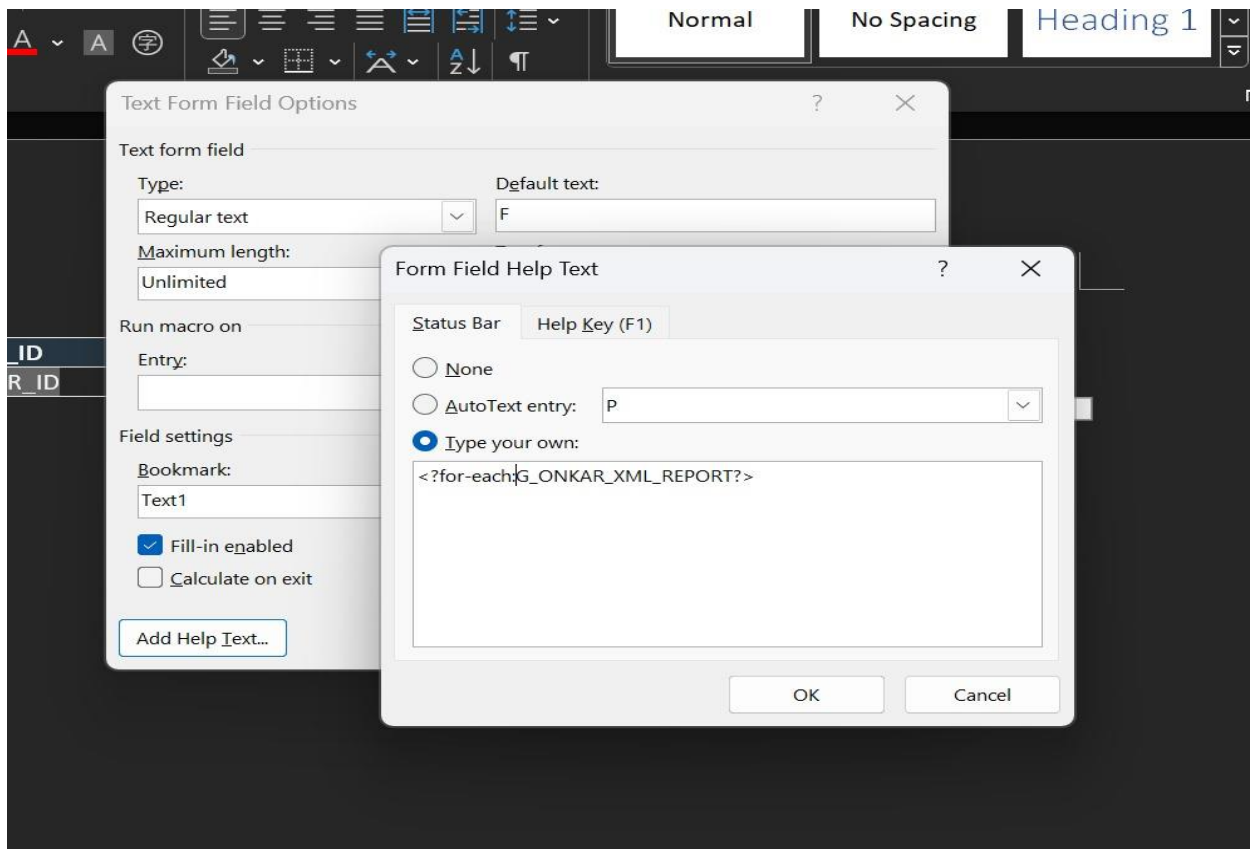 Normal
No Spacing
Heading 1
A
A
字
A
Z
¶
Text Form Field Options
?
Text form field
Type:
Default text:
Regular text
F
Maximum length:
Unlimited
Form Field Help Text
?
Run macro on
Status Bar
Help Key (F1)
_ID
Entry:
None
R_ID
AutoText entry:
P
Field settings
Type your own:
Bookmark:
<?for-each:G_ONKAR_XML_REPORT?>
Text1
Fill-in enabled
Calculate on exit
Add Help Text...
OK
Cancel